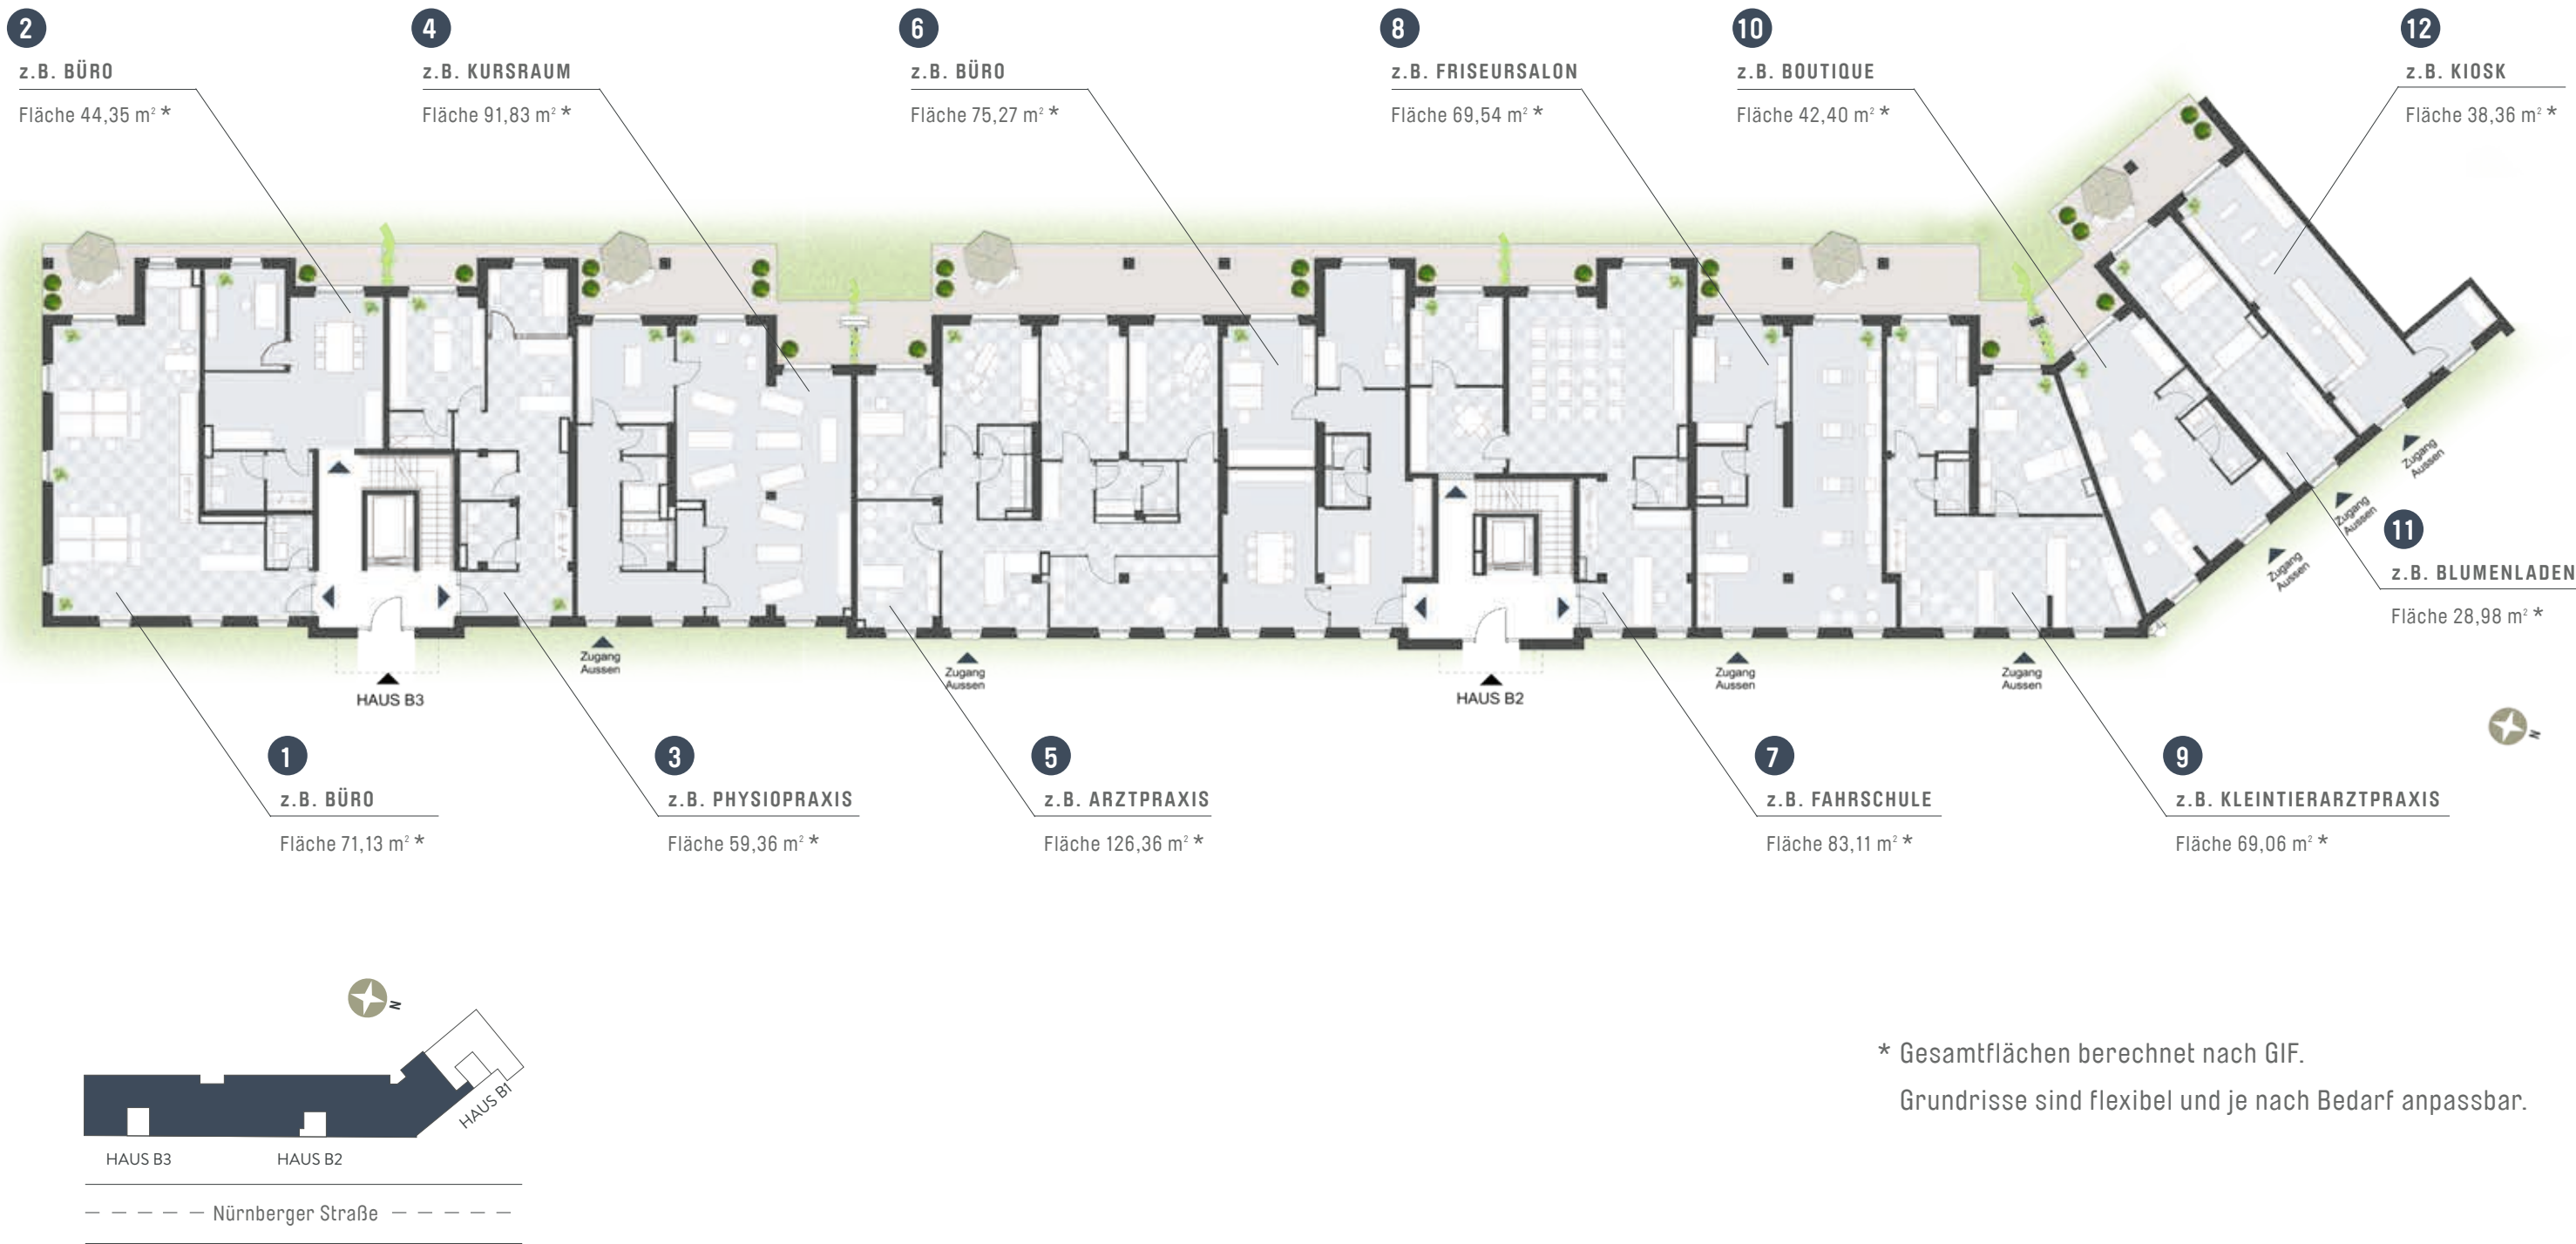 2
z.B. BÜRO
Fläche 44,35 m² *
4
z.B. KURSRAUM
Fläche 91,83 m² *
6
z.B. BÜRO
Fläche 75,27 m² *
8
z.B. FRISEURSALON
Fläche 69,54 m² *
10
z.B. BOUTIQUE
Fläche 42,40 m² *
12
z.B. KIOSK
Fläche 38,36 m² *
Zugang
Aussen
Zugang
Aussen
Zugang
Aussen
11
z.B. BLUMENLADEN
Fläche 28,98 m² *
HAUS B3
Zugang
Aussen
Zugang
Aussen
HAUS B2
Zugang
Aussen
Zugang
Aussen
N
1
z.B. BÜRO
Fläche 71,13 m² *
3
z.B. PHYSIOPRAXIS
Fläche 59,36 m² *
5
z.B. ARZTPRAXIS
Fläche 126,36 m² *
7
z.B. FAHRSCHULE
Fläche 83,11 m² *
9
z.B. KLEINTIERARZTPRAXIS
Fläche 69,06 m² *
N
HAUS B1
HAUS B3
HAUS B2
Nürnberger Straße
* Gesamtflächen berechnet nach GIF.
Grundrisse sind flexibel und je nach Bedarf anpassbar.